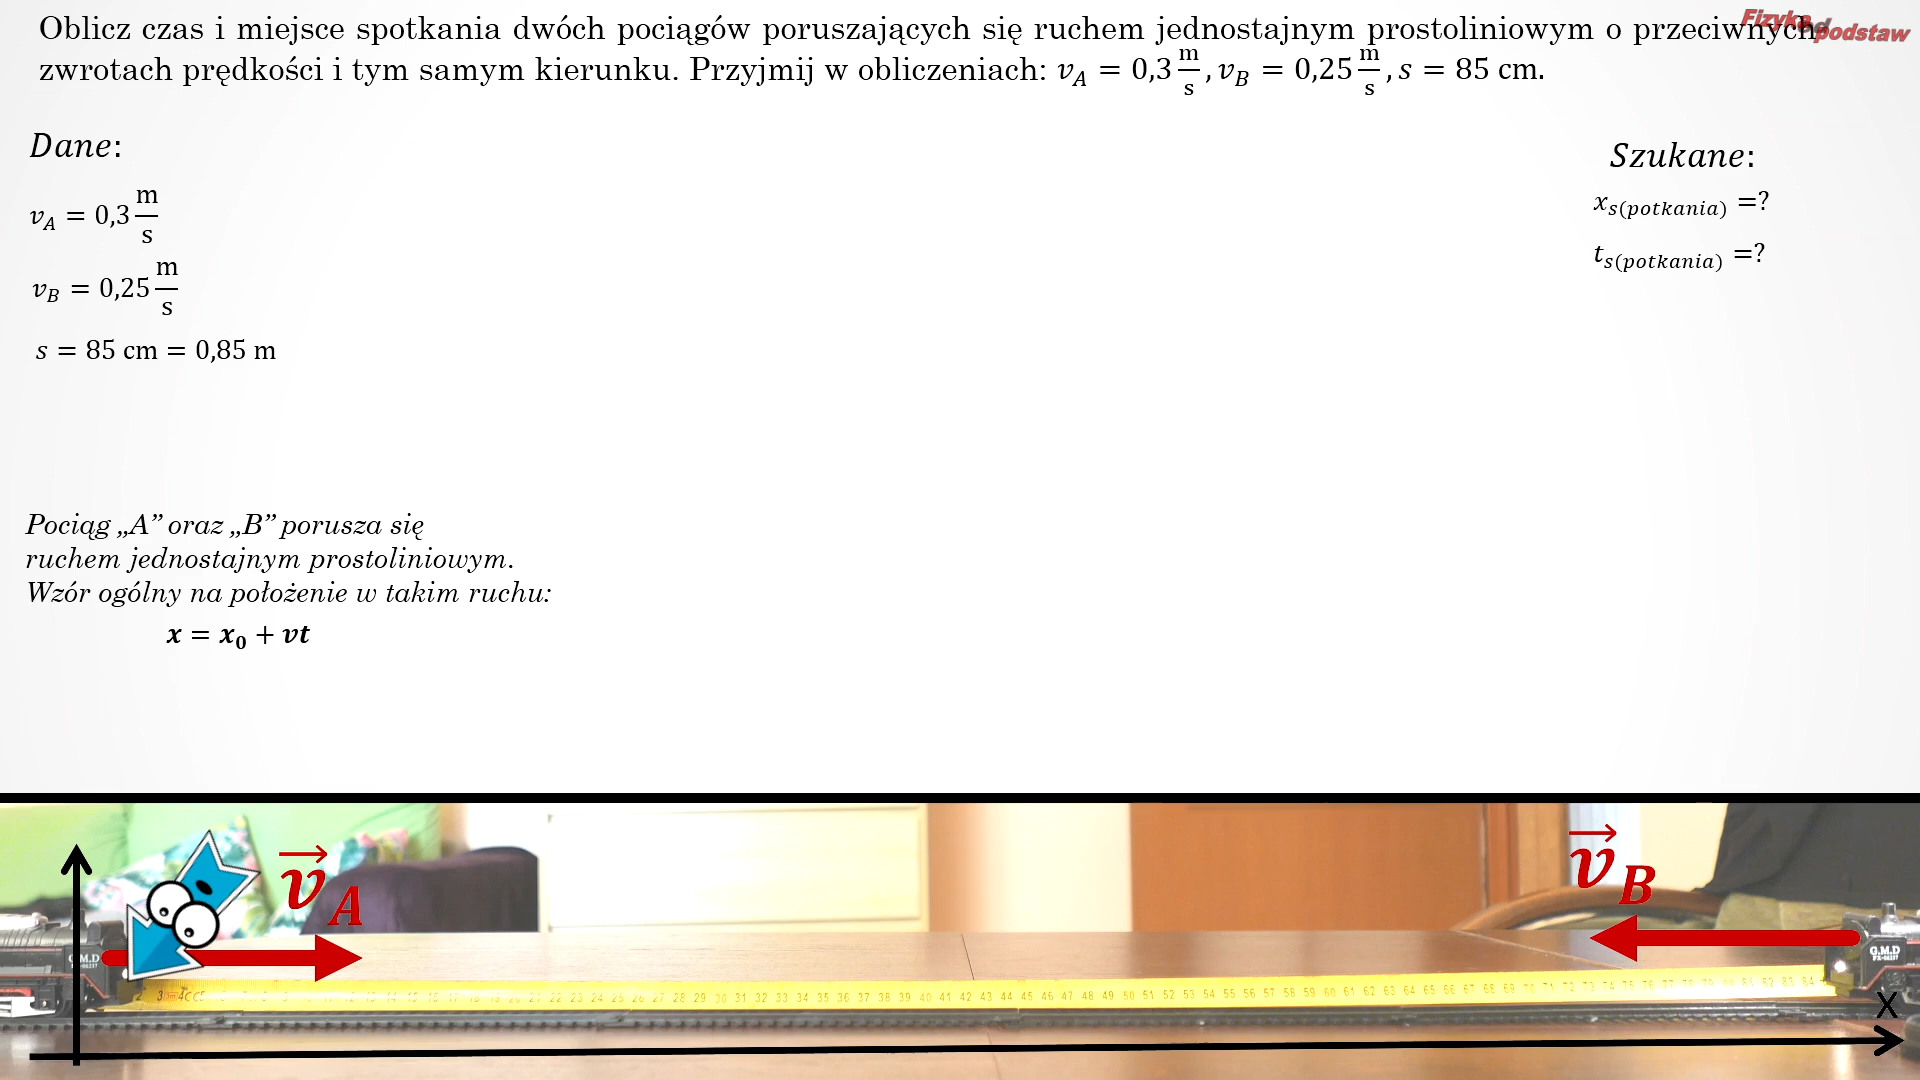 Oblicz czas i miejsce spotkania dwóch pociągów poruszających się ruchem jednostajnym prostoliniowym o przeciwnych
zwrotach prędkości i tym samym kierunku. Przyjmij w obliczeniach: v_A = 0,3 m/s, v_B = 0,25 m/s, s = 85 cm.
Fizyka od podstaw
Dane:
v_A = 0,3 m/s
v_B = 0,25 m/s
s = 85 cm = 0,85 m
Szukane:
x_s(potkania) =?
t_s(potkania) =?
Pociąg „A” oraz „B” porusza się
ruchem jednostajnym prostoliniowym.
Wzór ogólny na położenie w takim ruchu:
x = x₀ + vt
v⃗_A
v⃗_B
G.M.D
G.M.D
X